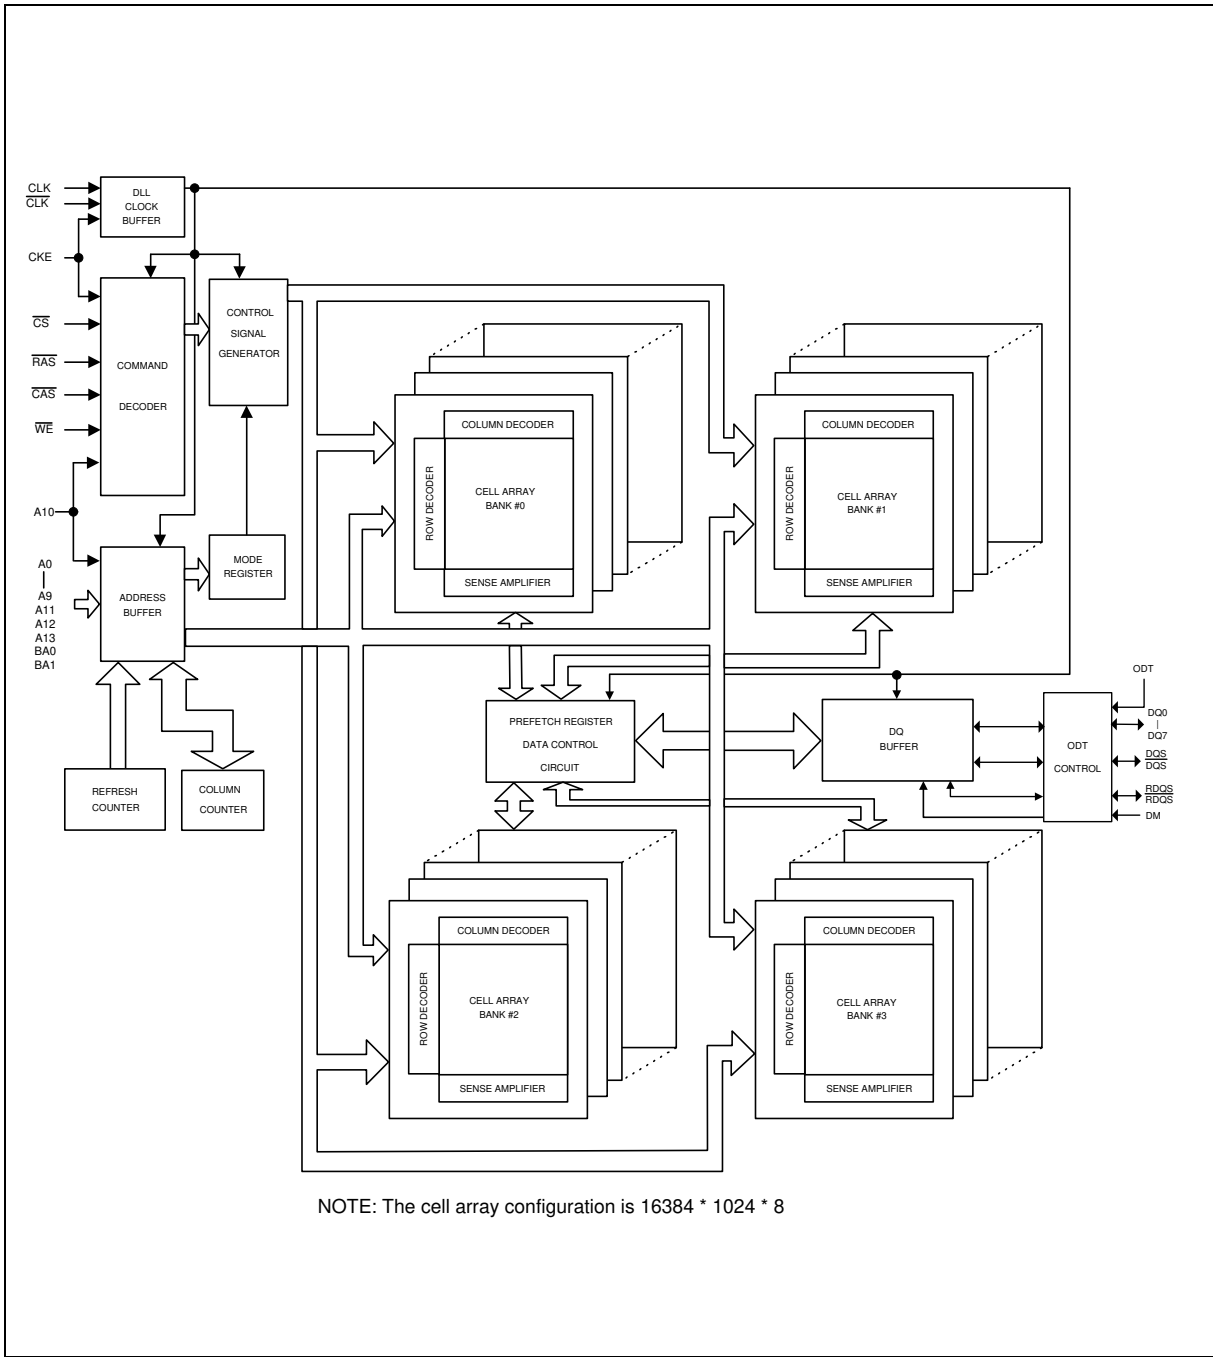 CLK
CLK
CKE
CS
RAS
CAS
WE
A10
A0
A9
A11
A12
A13
BA0
BA1
DLL
CLOCK
BUFFER
COMMAND
DECODER
CONTROL
SIGNAL
GENERATOR
ADDRESS
BUFFER
MODE
REGISTER
REFRESH
COUNTER
COLUMN
COUNTER
COLUMN DECODER
ROW DECODER
CELL ARRAY
BANK #0
SENSE AMPLIFIER
COLUMN DECODER
ROW DECODER
CELL ARRAY
BANK #1
SENSE AMPLIFIER
PREFETCH REGISTER
DATA CONTROL
CIRCUIT
DQ
BUFFER
ODT
CONTROL
ODT
DQ0
DQ7
DQS
DQS
RDQS
RDQS
DM
COLUMN DECODER
ROW DECODER
CELL ARRAY
BANK #2
SENSE AMPLIFIER
COLUMN DECODER
ROW DECODER
CELL ARRAY
BANK #3
SENSE AMPLIFIER
NOTE: The cell array configuration is 16384 * 1024 * 8